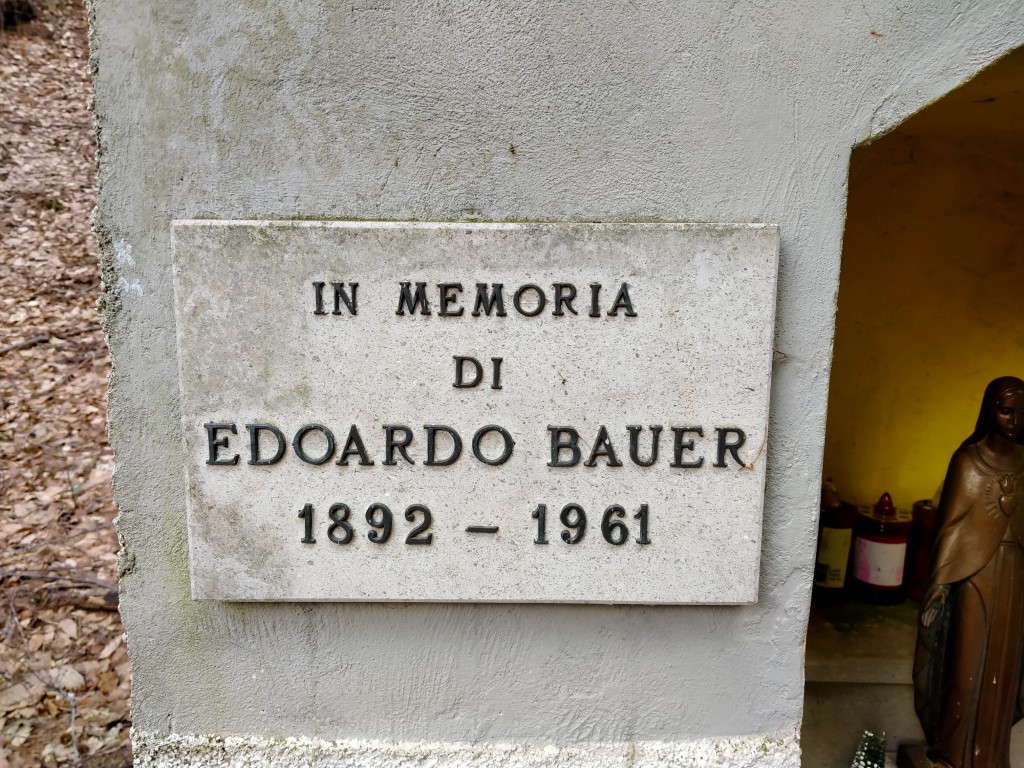 IN MEMORIA
DI
EDOARDO BAUER
1892 – 1961